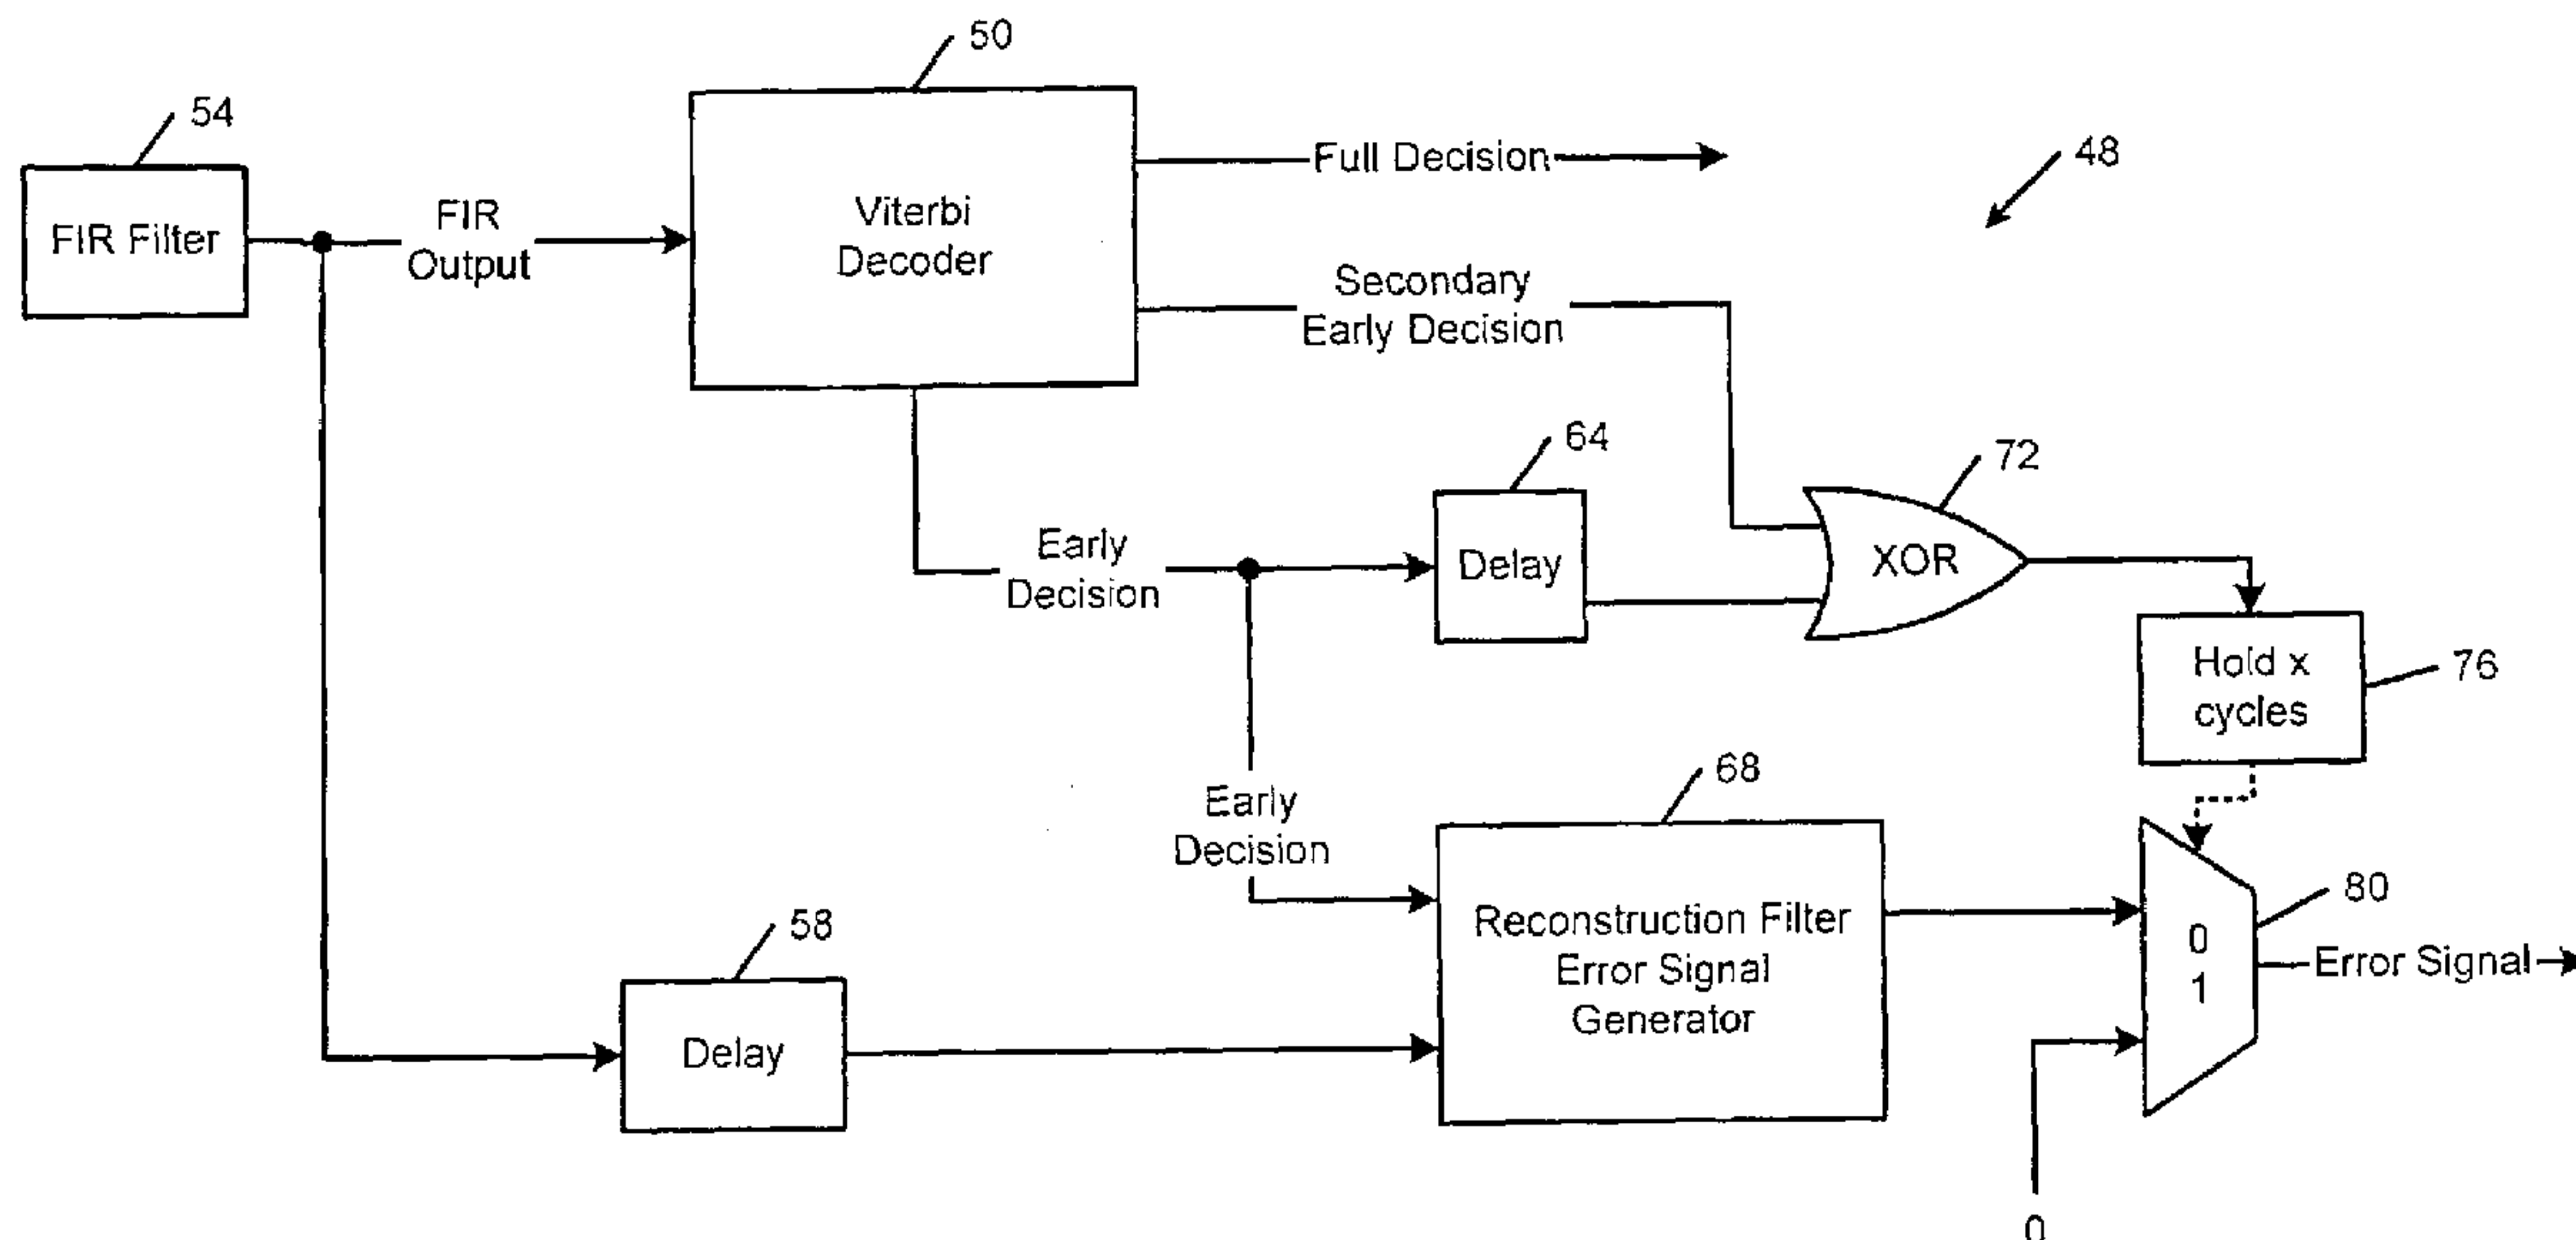 50
54
FIR Filter
FIR
Output
Viterbi
Decoder
Full Decision
48
Secondary
Early Decision
64
72
Early
Decision
Delay
XOR
Hold x
cycles
76
68
Early
Decision
58
Delay
Reconstruction Filter
Error Signal
Generator
80
0
1
Error Signal
0